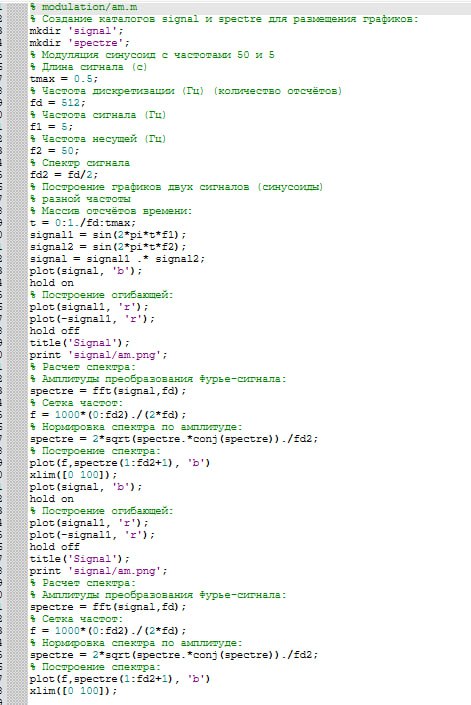 % modulation/am.m
% Создание каталогов signal и spectre для размещения графиков:
mkdir 'signal';
mkdir 'spectre';
% Модуляция синусоид с частотами 50 и 5
% Длина сигнала (с)
tmax = 0.5;
% Частота дискретизации (Гц) (количество отсчётов)
fd = 512;
% Частота сигнала (Гц)
f1 = 5;
% Частота несущей (Гц)
f2 = 50;
% Спектр сигнала
fd2 = fd/2;
% Построение графиков двух сигналов (синусоиды)
% разной частоты
% Массив отсчётов времени:
t = 0:1./fd:tmax;
signal1 = sin(2*pi*t*f1);
signal2 = sin(2*pi*t*f2);
signal = signal1 .* signal2;
plot(signal, 'b');
hold on
% Построение огибающей:
plot(signal1, 'r');
plot(-signal1, 'r');
hold off
title('Signal');
print 'signal/am.png';
% Расчет спектра:
% Амплитуды преобразования Фурье-сигнала:
spectre = fft(signal,fd);
% Сетка частот:
f = 1000*(0:fd2)./(2*fd);
% Нормировка спектра по амплитуде:
spectre = 2*sqrt(spectre.*conj(spectre))./fd2;
% Построение спектра:
plot(f,spectre(1:fd2+1), 'b')
xlim([0 100]);
plot(signal, 'b');
hold on
% Построение огибающей:
plot(signal1, 'r');
plot(-signal1, 'r');
hold off
title('Signal');
print 'signal/am.png';
% Расчет спектра:
% Амплитуды преобразования Фурье-сигнала:
spectre = fft(signal,fd);
% Сетка частот:
f = 1000*(0:fd2)./(2*fd);
% Нормировка спектра по амплитуде:
spectre = 2*sqrt(spectre.*conj(spectre))./fd2;
% Построение спектра:
plot(f,spectre(1:fd2+1), 'b')
xlim([0 100]);